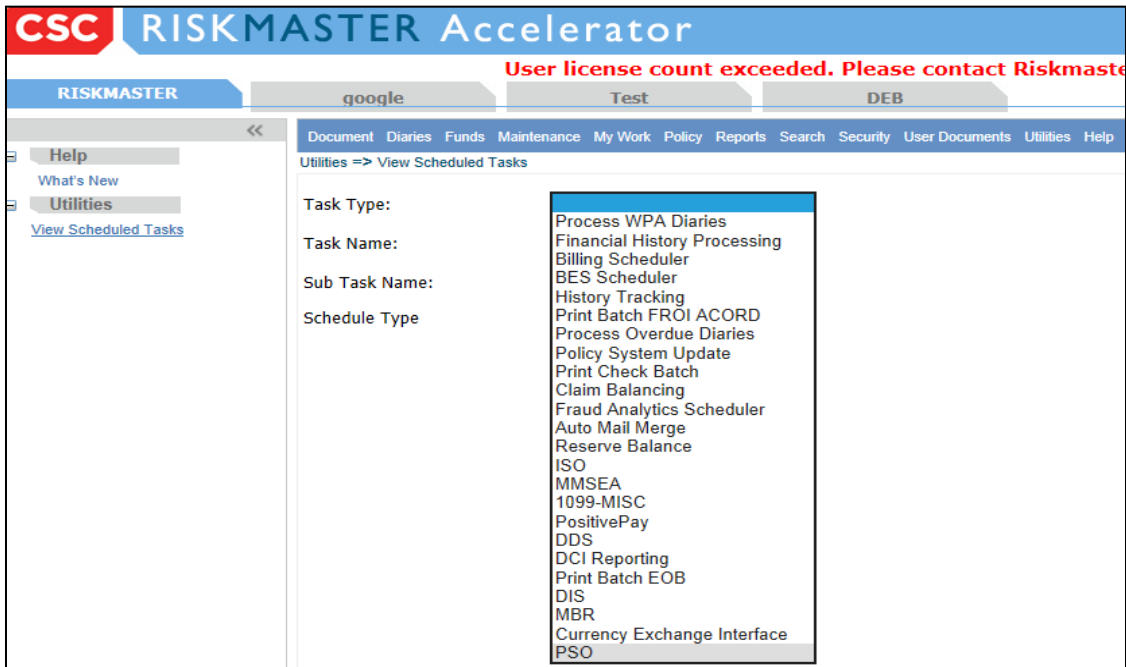 CSC RISKMASTER Accelerator
User license count exceeded. Please contact Riskmaste
RISKMASTER google Test DEB
Document Diaries Funds Maintenance My Work Policy Reports Search Security User Documents Utilities Help
Utilities => View Scheduled Tasks
«
Help
What's New
Utilities
View Scheduled Tasks
Task Type:
Task Name:
Sub Task Name:
Schedule Type
Process WPA Diaries
Financial History Processing
Billing Scheduler
BES Scheduler
History Tracking
Print Batch FROI ACORD
Process Overdue Diaries
Policy System Update
Print Check Batch
Claim Balancing
Fraud Analytics Scheduler
Auto Mail Merge
Reserve Balance
ISO
MMSEA
1099-MISC
PositivePay
DDS
DCI Reporting
Print Batch EOB
DIS
MBR
Currency Exchange Interface
PSO